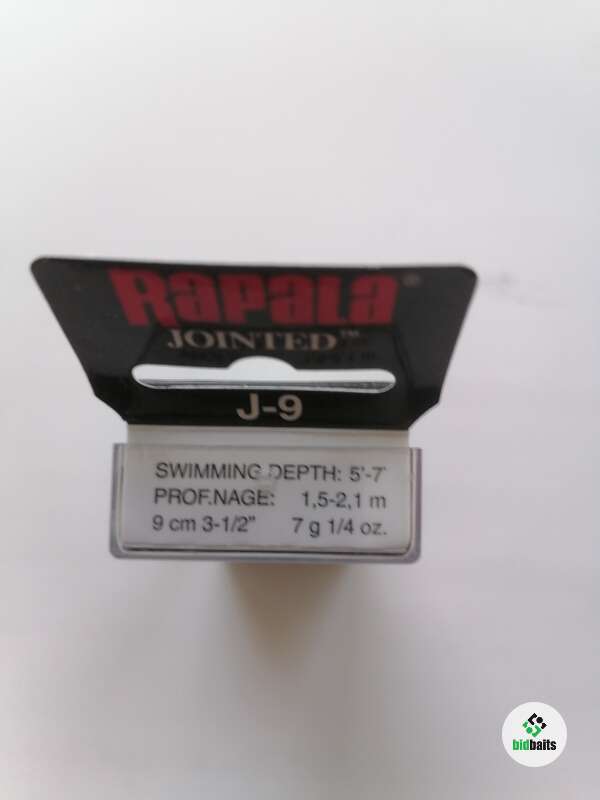 Rapala®
JOINTED™
J-9
SWIMMING DEPTH: 5'-7'
PROF.NAGE: 1,5-2,1 m
9 cm 3-1/2" 7 g 1/4 oz.
bidbaits